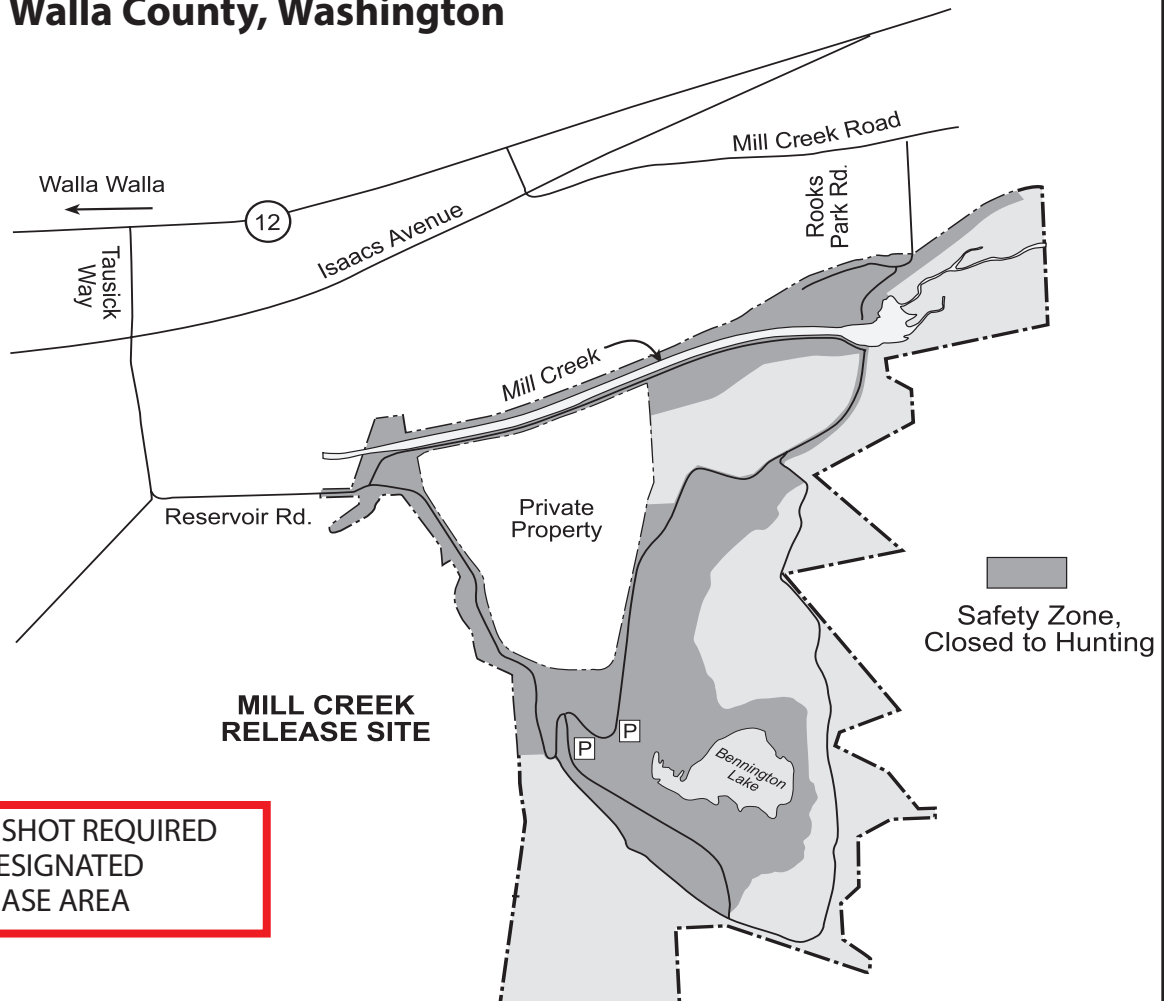 Walla County, Washington
Mill Creek Road
Walla Walla
12
Isaacs Avenue
Rooks
Park Rd.
Tausick
Way
Mill Creek
Reservoir Rd.
Private
Property
Safety Zone,
Closed to Hunting
MILL CREEK
RELEASE SITE
P
P
Bennington
Lake
SHOT REQUIRED
ESIGNATED
ASE AREA